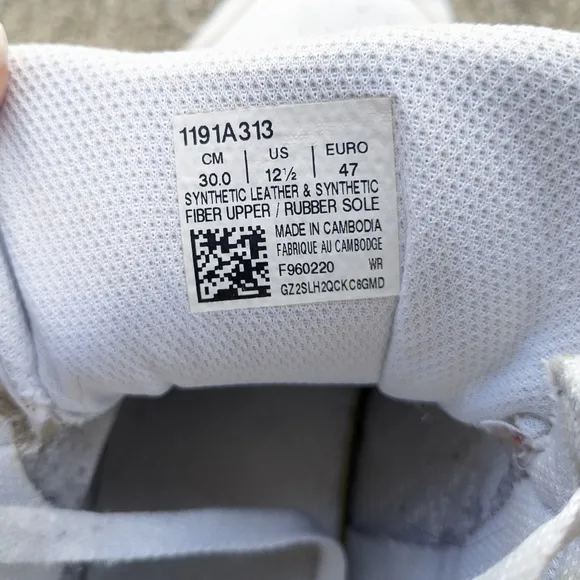 1191A313
CM | US | EURO
30.0 | 12½ | 47
SYNTHETIC LEATHER & SYNTHETIC
FIBER UPPER / RUBBER SOLE
MADE IN CAMBODIA
FABRIQUE AU CAMBODGE
F960220 WR
GZ2SLH2QCKC6GMD